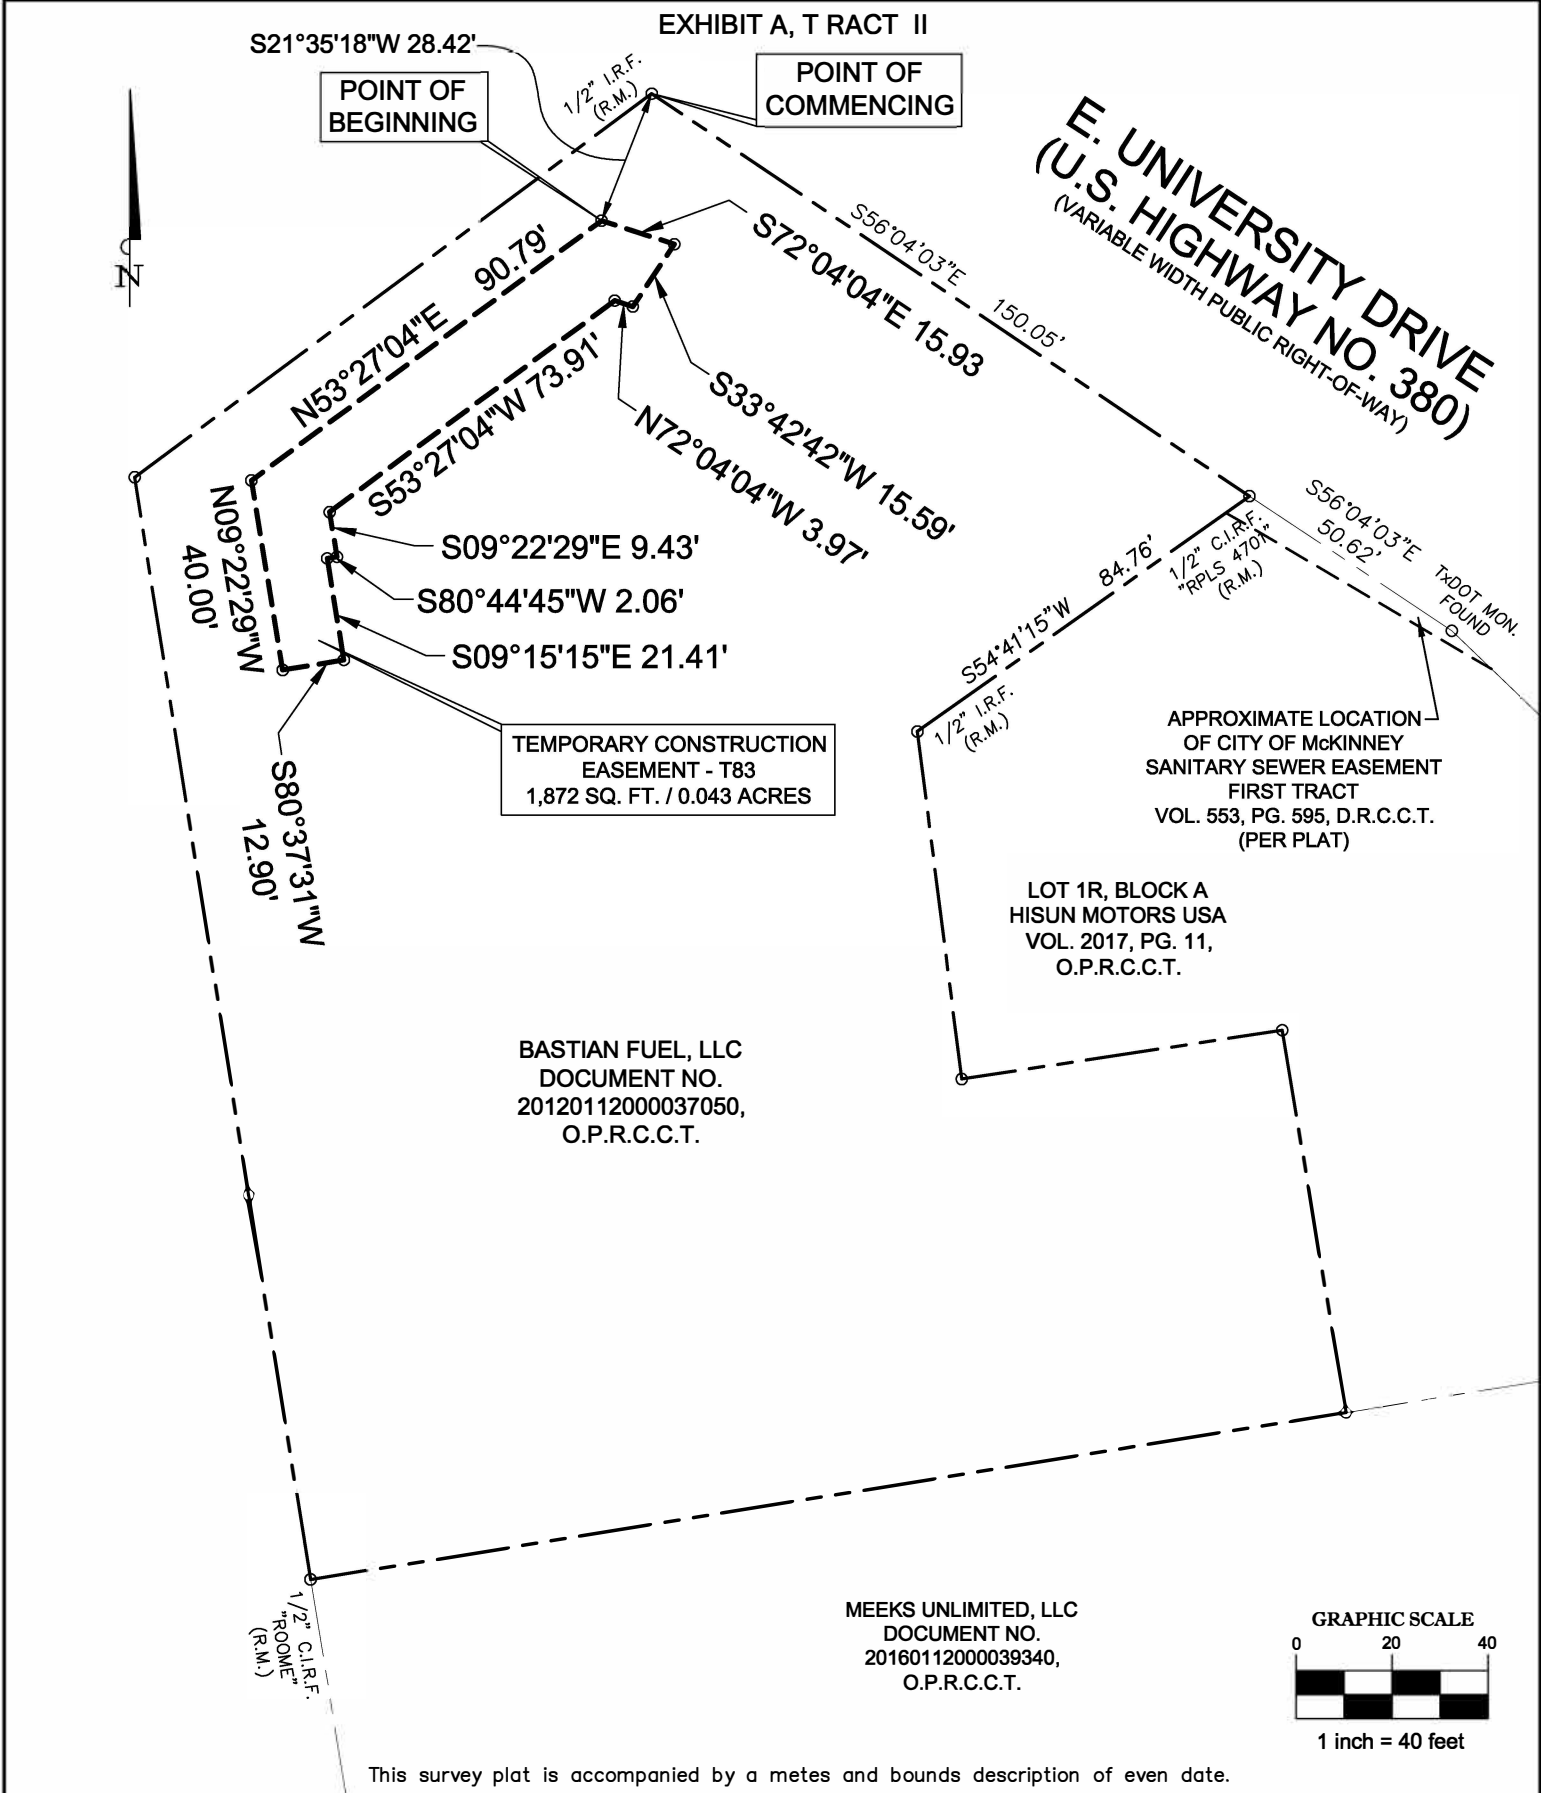 EXHIBIT A, T RACT II
S21°35'18"W 28.42'
POINT OF
BEGINNING
1/2" I.R.F.
(R.M.)
POINT OF
COMMENCING
E. UNIVERSITY DRIVE
(U.S. HIGHWAY NO. 380)
(VARIABLE WIDTH PUBLIC RIGHT-OF-WAY)
N
S56°04'03"E 150.05'
S72°04'04"E 15.93
N53°27'04"E 90.79'
S53°27'04"W 73.91'
S33°42'42"W 15.59'
N72°04'04"W 3.97'
N09°22'29"W
40.00'
S09°22'29"E 9.43'
S80°44'45"W 2.06'
S09°15'15"E 21.41'
S80°37'31"W
12.90'
TEMPORARY CONSTRUCTION
EASEMENT - T83
1,872 SQ. FT. / 0.043 ACRES
S56°04'03"E
50.62'
TxDOT MON.
FOUND
1/2" C.I.R.F.
"RPLS 4701"
(R.M.)
S54°41'15"W 84.76'
1/2" I.R.F.
(R.M.)
APPROXIMATE LOCATION
OF CITY OF McKINNEY
SANITARY SEWER EASEMENT
FIRST TRACT
VOL. 553, PG. 595, D.R.C.C.T.
(PER PLAT)
LOT 1R, BLOCK A
HISUN MOTORS USA
VOL. 2017, PG. 11,
O.P.R.C.C.T.
BASTIAN FUEL, LLC
DOCUMENT NO.
20120112000037050,
O.P.R.C.C.T.
1/2" C.I.R.F.
"ROOME"
(R.M.)
MEEKS UNLIMITED, LLC
DOCUMENT NO.
20160112000039340,
O.P.R.C.C.T.
GRAPHIC SCALE
0 20 40
1 inch = 40 feet
This survey plat is accompanied by a metes and bounds description of even date.